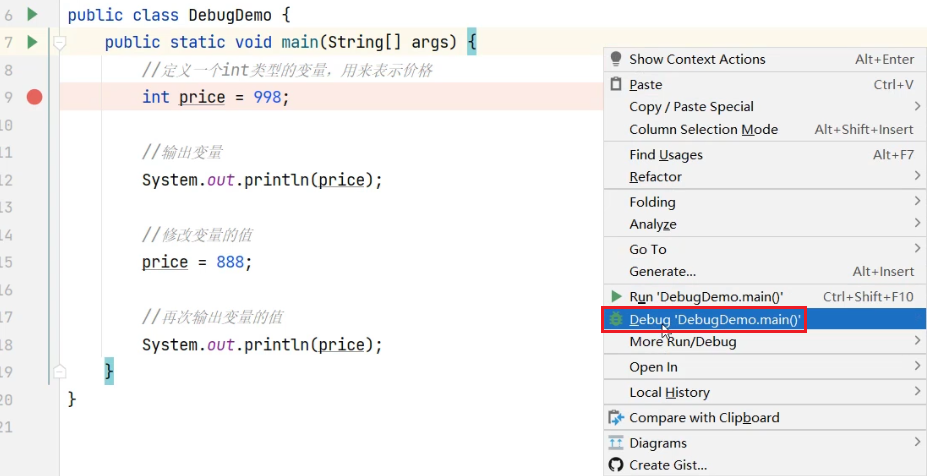 6 public class DebugDemo {
7 public static void main(String[] args) {
8 //定义一个int类型的变量，用来表示价格
9 int price = 998;
10
11 //输出变量
12 System.out.println(price);
13
14 //修改变量的值
15 price = 888;
16
17 //再次输出变量的值
18 System.out.println(price);
19 }
20 }
21
Show Context Actions Alt+Enter
Paste Ctrl+V
Copy / Paste Special
Column Selection Mode Alt+Shift+Insert
Find Usages Alt+F7
Refactor
Folding
Analyze
Go To
Generate... Alt+Insert
Run 'DebugDemo.main()' Ctrl+Shift+F10
Debug 'DebugDemo.main()'
More Run/Debug
Open In
Local History
Compare with Clipboard
Diagrams
Create Gist...